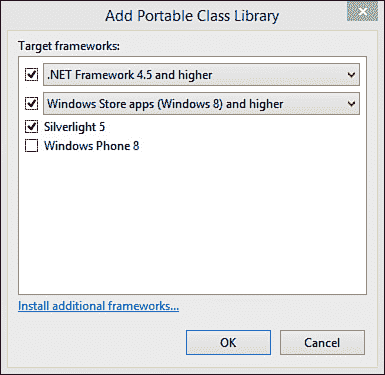 Add Portable Class Library
Target frameworks:
.NET Framework 4.5 and higher
Windows Store apps (Windows 8) and higher
Silverlight 5
Windows Phone 8
Install additional frameworks...
OK Cancel